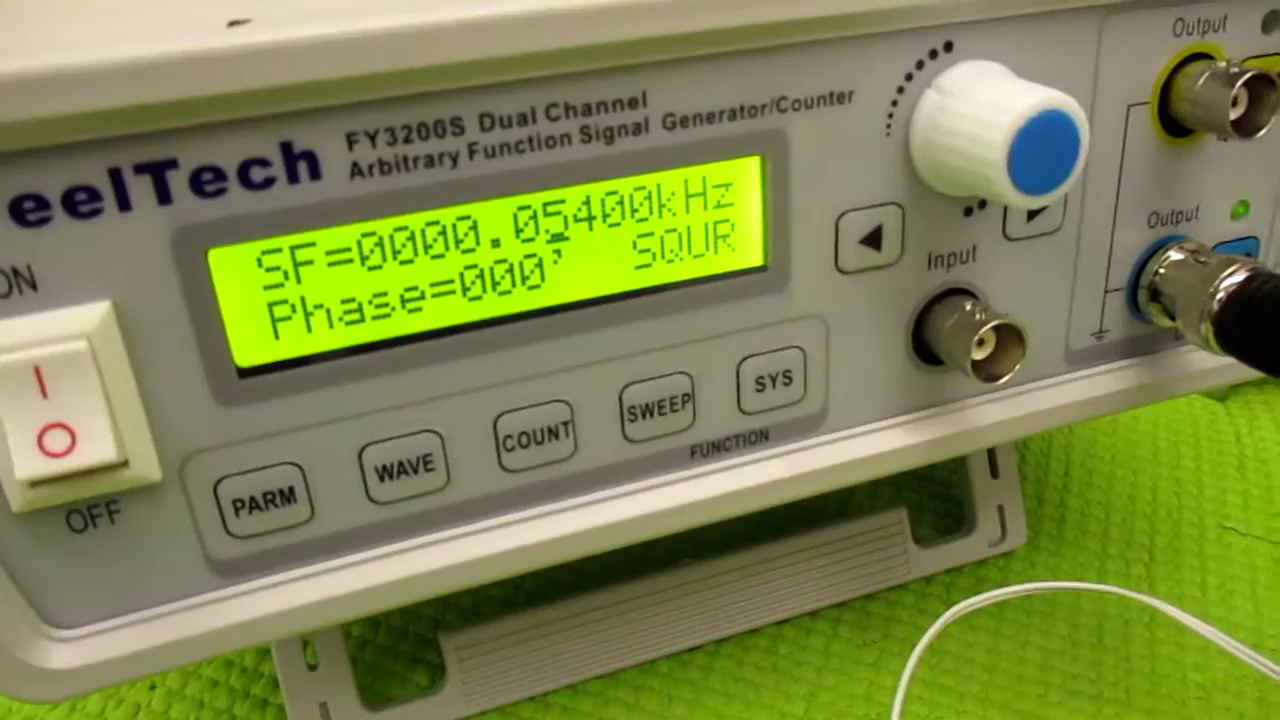 eelTech
FY3200S Dual Channel
Arbitrary Function Signal Generator/Counter
SF=0000.05400kHz
Phase=000' SQUR
ON
OFF
PARM
WAVE
COUNT
SWEEP
SYS
FUNCTION
Input
Output
Output